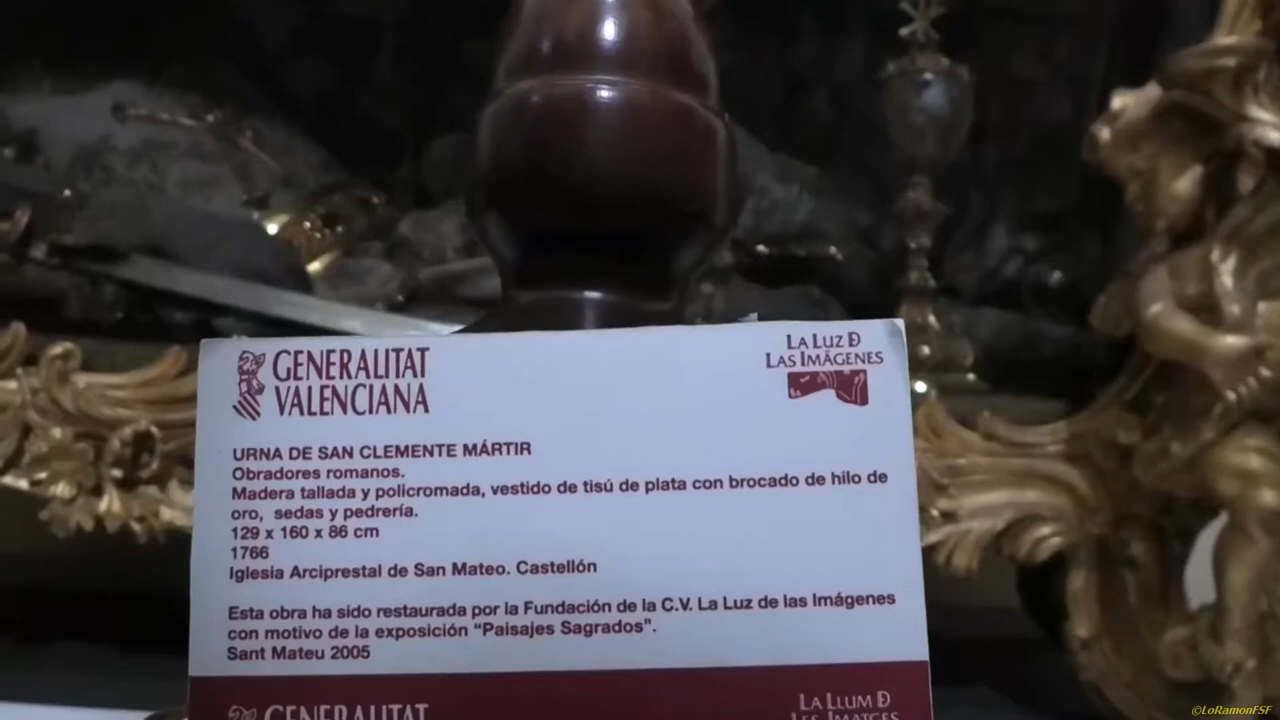 GENERALITAT
VALENCIANA
LA LUZ D
LAS IMÁGENES
URNA DE SAN CLEMENTE MÁRTIR
Obradores romanos.
Madera tallada y policromada, vestido de tisú de plata con brocado de hilo de
oro, sedas y pedrería.
129 x 160 x 86 cm
1766
Iglesia Arciprestal de San Mateo. Castellón
Esta obra ha sido restaurada por la Fundación de la C.V. La Luz de las Imágenes
con motivo de la exposición “Paisajes Sagrados”.
Sant Mateu 2005
GENERALITAT
LA LLUM D
LES IMATGES
©LoRamonFSF